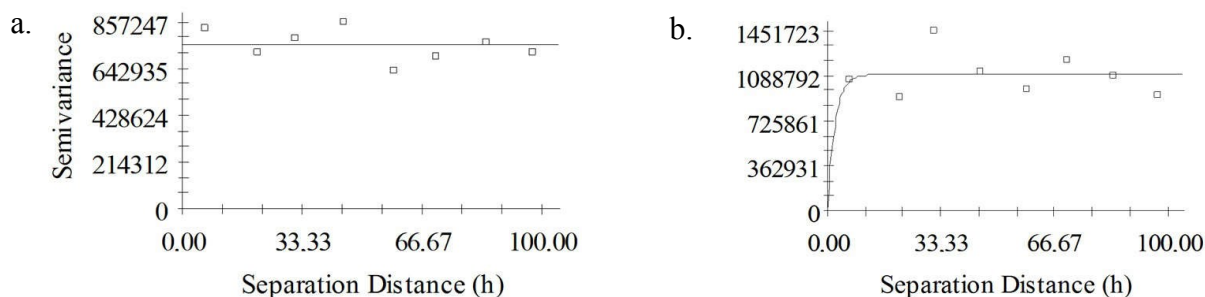 a.
Semivariance
857247
642935
428624
214312
0
0.00 33.33 66.67 100.00
Separation Distance (h)
b.
1451723
1088792
725861
362931
0
0.00 33.33 66.67 100.00
Separation Distance (h)